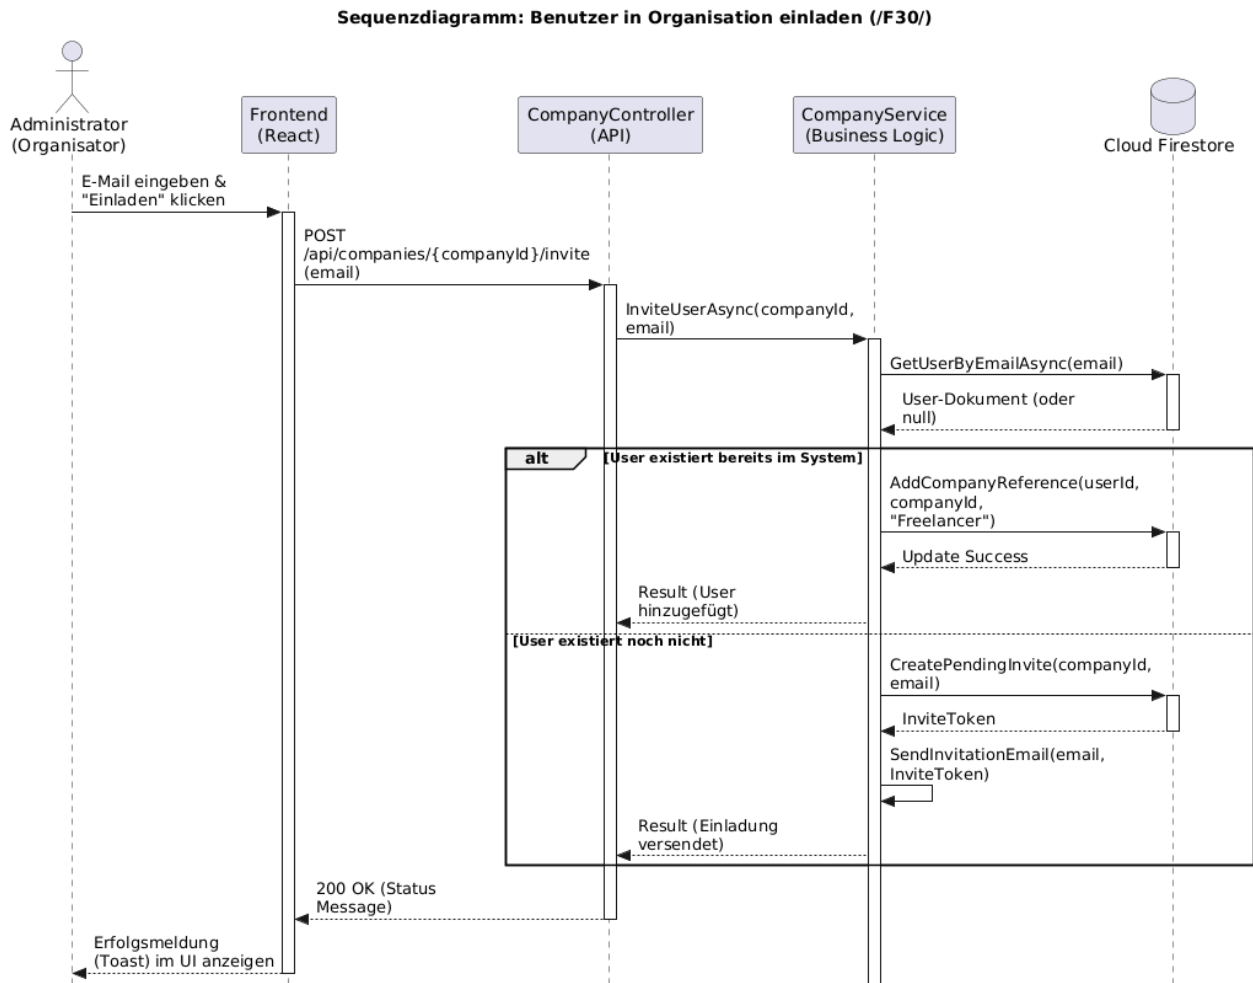 Sequenzdiagramm: Benutzer in Organisation einladen (/F30/)
Administrator
(Organisator)
Frontend
(React)
CompanyController
(API)
CompanyService
(Business Logic)
Cloud Firestore
E-Mail eingeben &
"Einladen" klicken
POST
/api/companies/{companyId}/invite
(email)
InviteUserAsync(companyId,
email)
GetUserByEmailAsync(email)
User-Dokument (oder
null)
alt
[User existiert bereits im System]
AddCompanyReference(userId,
companyId,
"Freelancer")
Update Success
Result (User
hinzugefügt)
[User existiert noch nicht]
CreatePendingInvite(companyId,
email)
InviteToken
SendInvitationEmail(email,
InviteToken)
Result (Einladung
versendet)
200 OK (Status
Message)
Erfolgsmeldung
(Toast) im UI anzeigen